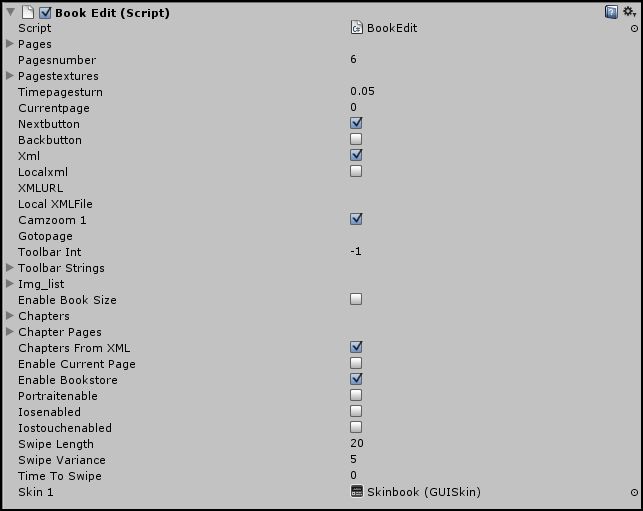 Book Edit (Script)
Script BookEdit
Pages
Pagesnumber 6
Pagestextures
Timepagesturn 0.05
Currentpage 0
Nextbutton
Backbutton
Xml
Localxml
XMLURL
Local XMLFile
Camzoom 1
Gotopage
Toolbar Int -1
Toolbar Strings
Img_list
Enable Book Size
Chapters
Chapter Pages
Chapters From XML
Enable Current Page
Enable Bookstore
Portraitenable
Iosenabled
Iostouchenabled
Swipe Length 20
Swipe Variance 5
Time To Swipe 0
Skin 1 Skinbook (GUISkin)